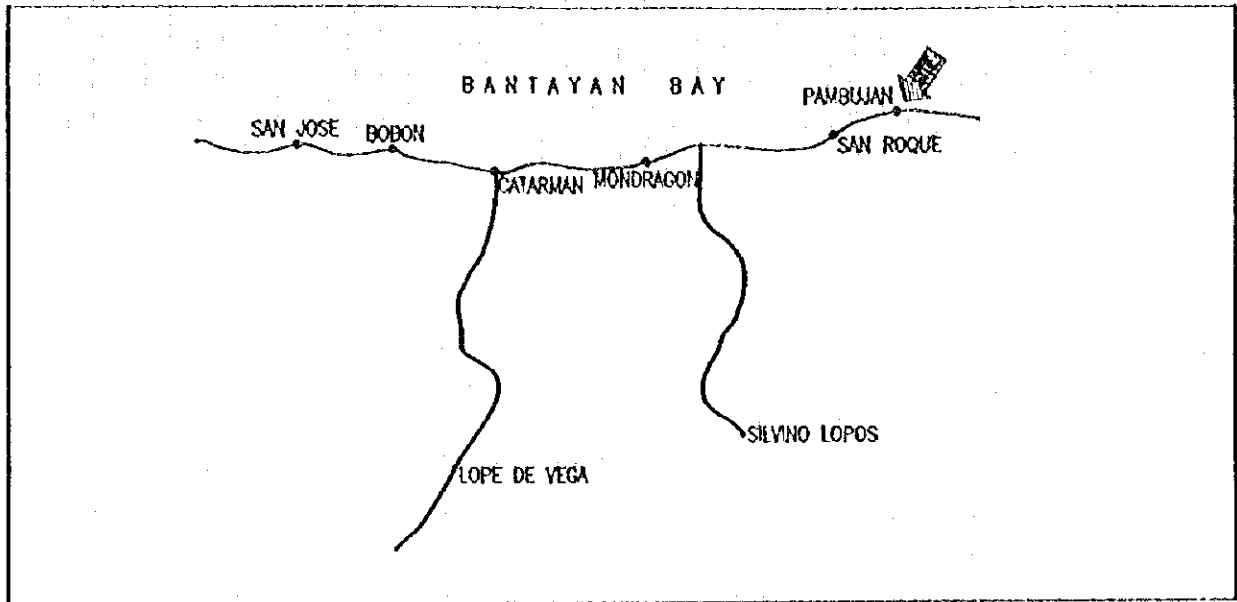 BANTAYAN BAY
PAMBUJAN
SAN JOSE
BOBON
SAN ROQUE
CATARMAN
MONDRAGON
SILVINO LOPOS
LOPE DE VEGA